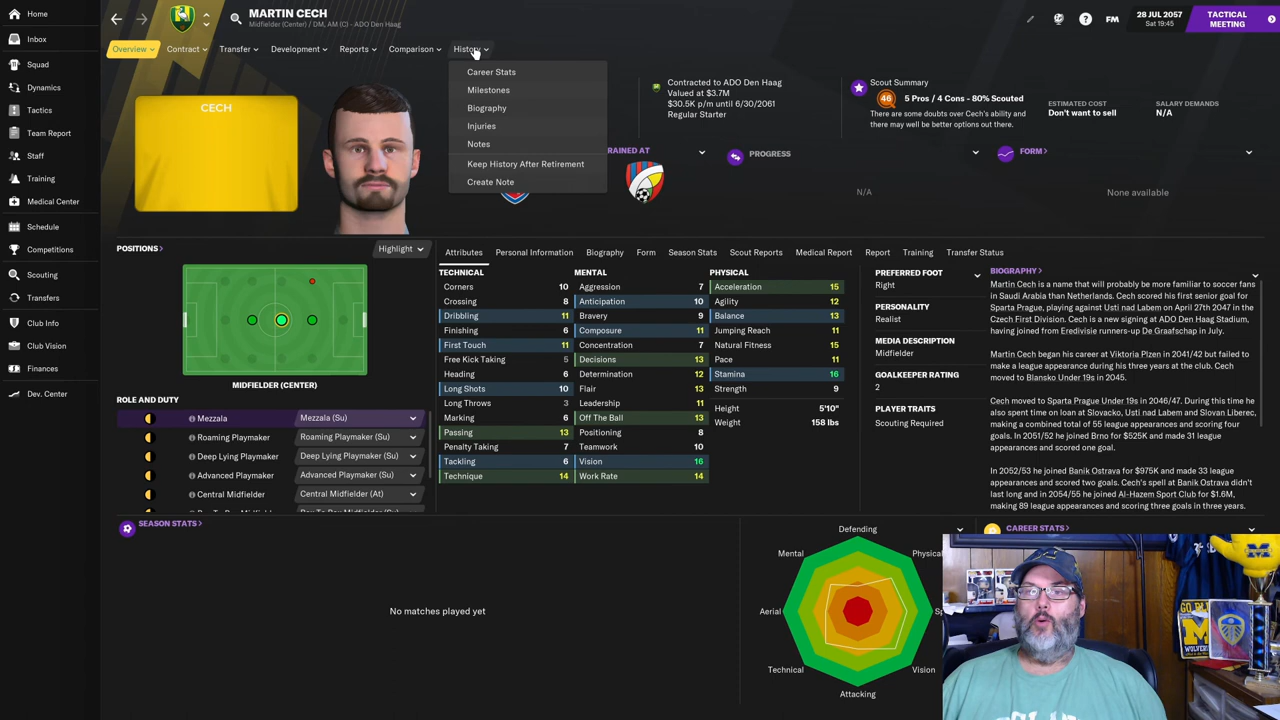 Home
MARTIN CECH
Midfielder (Center) / DM, AM (C) - ADO Den Haag
FM
28 JUL 2057
Sat 19:45
TACTICAL
MEETING
Inbox
Squad
Dynamics
Tactics
Team Report
Staff
Training
Medical Center
Schedule
Competitions
Scouting
Transfers
Club Info
Club Vision
Finances
Dev. Center
Overview
Contract
Transfer
Development
Reports
Comparison
History
Career Stats
Milestones
Biography
Injuries
Notes
Keep History After Retirement
Create Note
CECH
Contracted to ADO Den Haag
Valued at $3.7M
$30.5K p/m until 6/30/2061
Regular Starter
Scout Summary
46
5 Pros / 4 Cons - 80% Scouted
There are some doubts over Cech's ability and
there may well be better options out there.
ESTIMATED COST
Don't want to sell
SALARY DEMANDS
N/A
RAINED AT
PROGRESS
N/A
FORM
None available
POSITIONS
Highlight
MIDFIELDER (CENTER)
ROLE AND DUTY
Mezzala
Mezzala (Su)
Roaming Playmaker
Roaming Playmaker (Su)
Deep Lying Playmaker
Deep Lying Playmaker (Su)
Advanced Playmaker
Advanced Playmaker (Su)
Central Midfielder
Central Midfielder (At)
Attributes
Personal Information
Biography
Form
Season Stats
Scout Reports
Medical Report
Report
Training
Transfer Status
TECHNICAL
Corners 10
Crossing 8
Dribbling 11
Finishing 6
First Touch 11
Free Kick Taking 5
Heading 6
Long Shots 10
Long Throws 3
Marking 6
Passing 13
Penalty Taking 7
Tackling 6
Technique 14
MENTAL
Aggression 7
Anticipation 10
Bravery 9
Composure 11
Concentration 7
Decisions 13
Determination 12
Flair 13
Leadership 11
Off The Ball 13
Positioning 8
Teamwork 10
Vision 16
Work Rate 14
PHYSICAL
Acceleration 15
Agility 12
Balance 13
Jumping Reach 11
Natural Fitness 15
Pace 11
Stamina 16
Strength 9
Height 5'10"
Weight 158 lbs
PREFERRED FOOT
Right
PERSONALITY
Realist
MEDIA DESCRIPTION
Midfielder
GOALKEEPER RATING
2
PLAYER TRAITS
Scouting Required
BIOGRAPHY
Martin Cech is a name that will probably be more familiar to soccer fans
in Saudi Arabia than Netherlands. Cech scored his first senior goal for
Sparta Prague, playing against Usti nad Labem on April 27th 2047 in the
Czech First Division. Cech is a new signing at ADO Den Haag Stadium,
having joined from Eredivisie runners-up De Graafschap in July.
Martin Cech began his career at Viktoria Plzen in 2041/42 but failed to
make a league appearance during his three years at the club. Cech
moved to Blansko Under 19s in 2045.
Cech moved to Sparta Prague Under 19s in 2046/47. During this time he
also spent time on loan at Slovacko, Usti nad Labem and Slovan Liberec,
making a combined total of 55 league appearances and scoring four
goals. In 2051/52 he joined Brno for $525K and made 31 league
appearances and scored one goal.
In 2052/53 he joined Banik Ostrava for $975K and made 33 league
appearances and scored two goals. Cech's spell at Banik Ostrava didn't
last long and in 2054/55 he joined Al-Hazem Sport Club for $1.6M,
making 89 league appearances and scoring three goals in three years.
SEASON STATS
No matches played yet
Defending
Physical
Mental
Aerial
Technical
Vision
Attacking
CAREER STATS